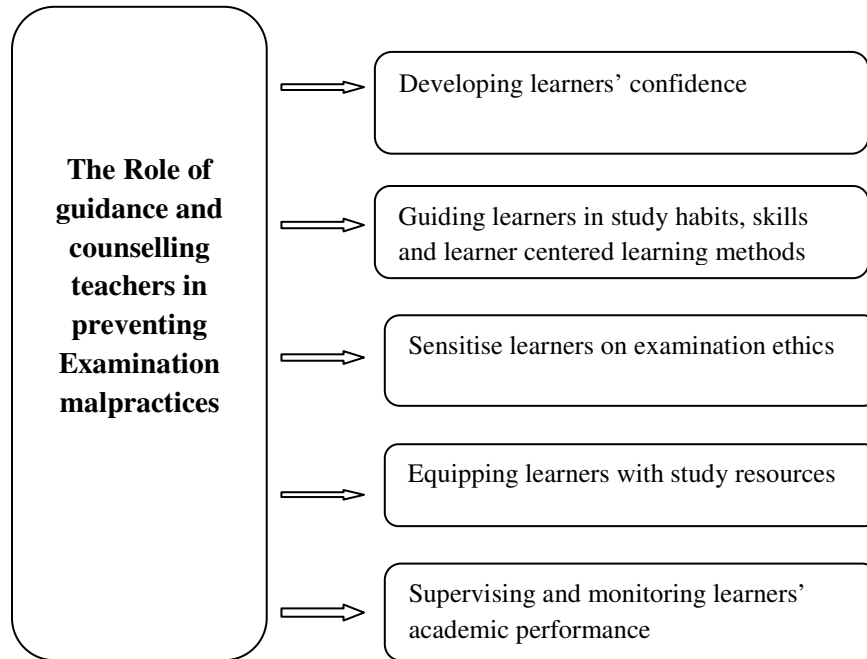 The Role of
guidance and
counselling
teachers in
preventing
Examination
malpractices
Developing learners’ confidence
Guiding learners in study habits, skills
and learner centered learning methods
Sensitise learners on examination ethics
Equipping learners with study resources
Supervising and monitoring learners’
academic performance